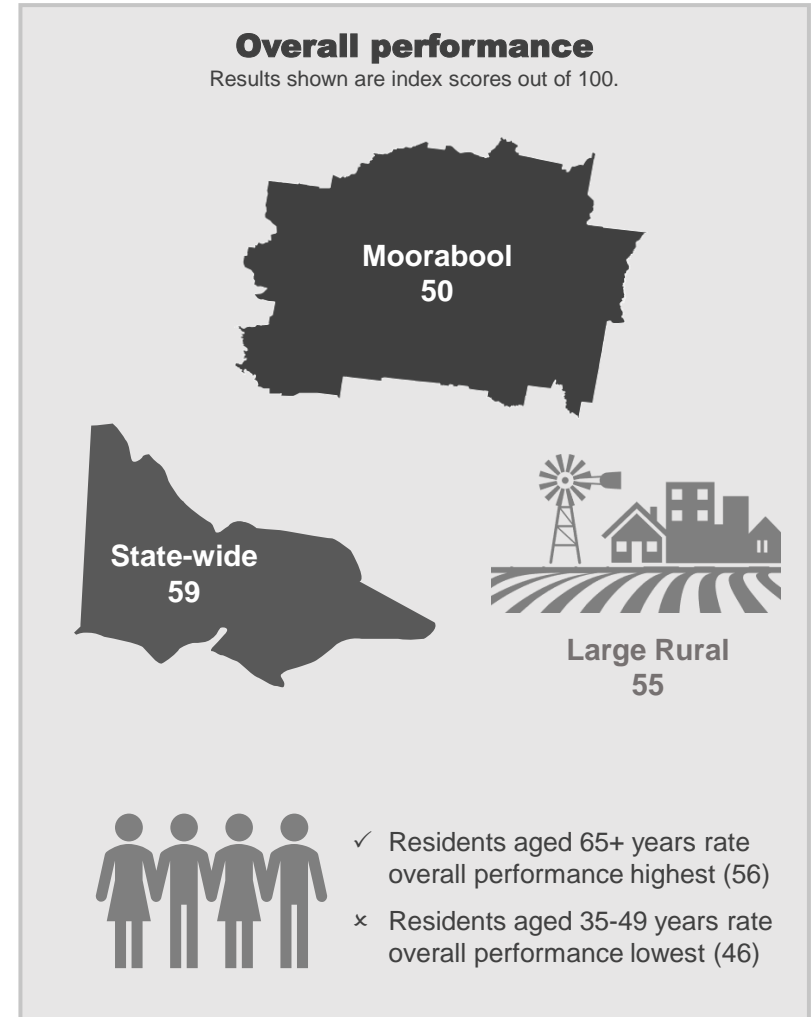 Overall performance
Results shown are index scores out of 100.
Moorabool
50
State-wide
59
Large Rural
55
✓ Residents aged 65+ years rate
overall performance highest (56)
× Residents aged 35-49 years rate
overall performance lowest (46)